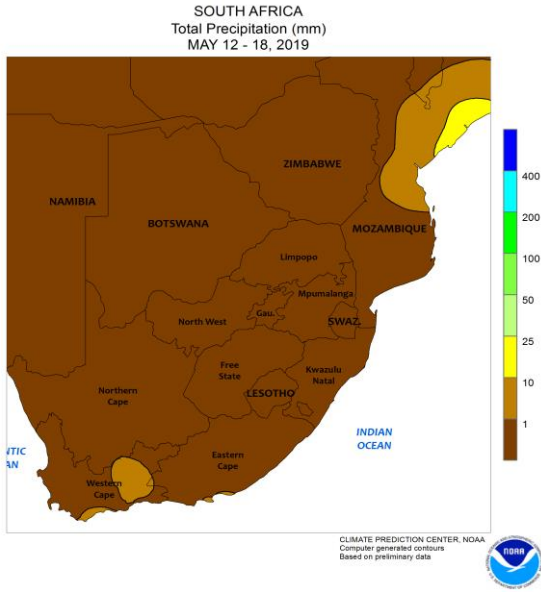 SOUTH AFRICA
Total Precipitation (mm)
MAY 12 - 18, 2019
ZIMBABWE
NAMIBIA
BOTSWANA
MOZAMBIQUE
Limpopo
Mpumalanga
Gau.
North West
SWAZ.
Free
State
Kwazulu
Natal
Northern
Cape
LESOTHO
Eastern
Cape
Western
Cape
NTIC
AN
INDIAN
OCEAN
400
200
100
50
25
10
1
CLIMATE PREDICTION CENTER, NOAA
Computer generated contours
Based on preliminary data
NOAA